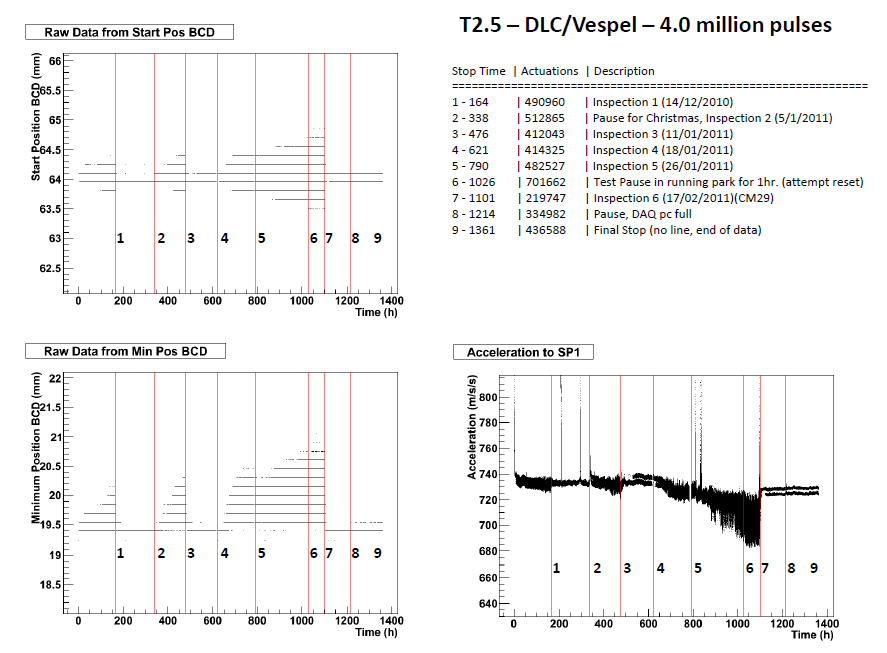 Raw Data from Start Pos BCD
T2.5 – DLC/Vespel – 4.0 million pulses
Start Position BCD (mm)
66
65.5
65
64.5
64
63.5
63
62.5
1 2 3 4 5 6 7 8 9
0 200 400 600 800 1000 1200 1400
Time (h)
Stop Time | Actuations | Description
================================================================
1 - 164 | 490960 | Inspection 1 (14/12/2010)
2 - 338 | 512865 | Pause for Christmas, Inspection 2 (5/1/2011)
3 - 476 | 412043 | Inspection 3 (11/01/2011)
4 - 621 | 414325 | Inspection 4 (18/01/2011)
5 - 790 | 482527 | Inspection 5 (26/01/2011)
6 - 1026 | 701662 | Test Pause in running park for 1hr. (attempt reset)
7 - 1101 | 219747 | Inspection 6 (17/02/2011)(CM29)
8 - 1214 | 334982 | Pause, DAQ pc full
9 - 1361 | 436588 | Final Stop (no line, end of data)
Raw Data from Min Pos BCD
Minimum Position BCD (mm)
22
21.5
21
20.5
20
19.5
19
18.5
1 2 3 4 5 6 7 8 9
0 200 400 600 800 1000 1200 1400
Time (h)
Acceleration to SP1
Acceleration (m/s/s)
800
780
760
740
720
700
680
660
640
1 2 3 4 5 6 7 8 9
0 200 400 600 800 1000 1200 1400
Time (h)